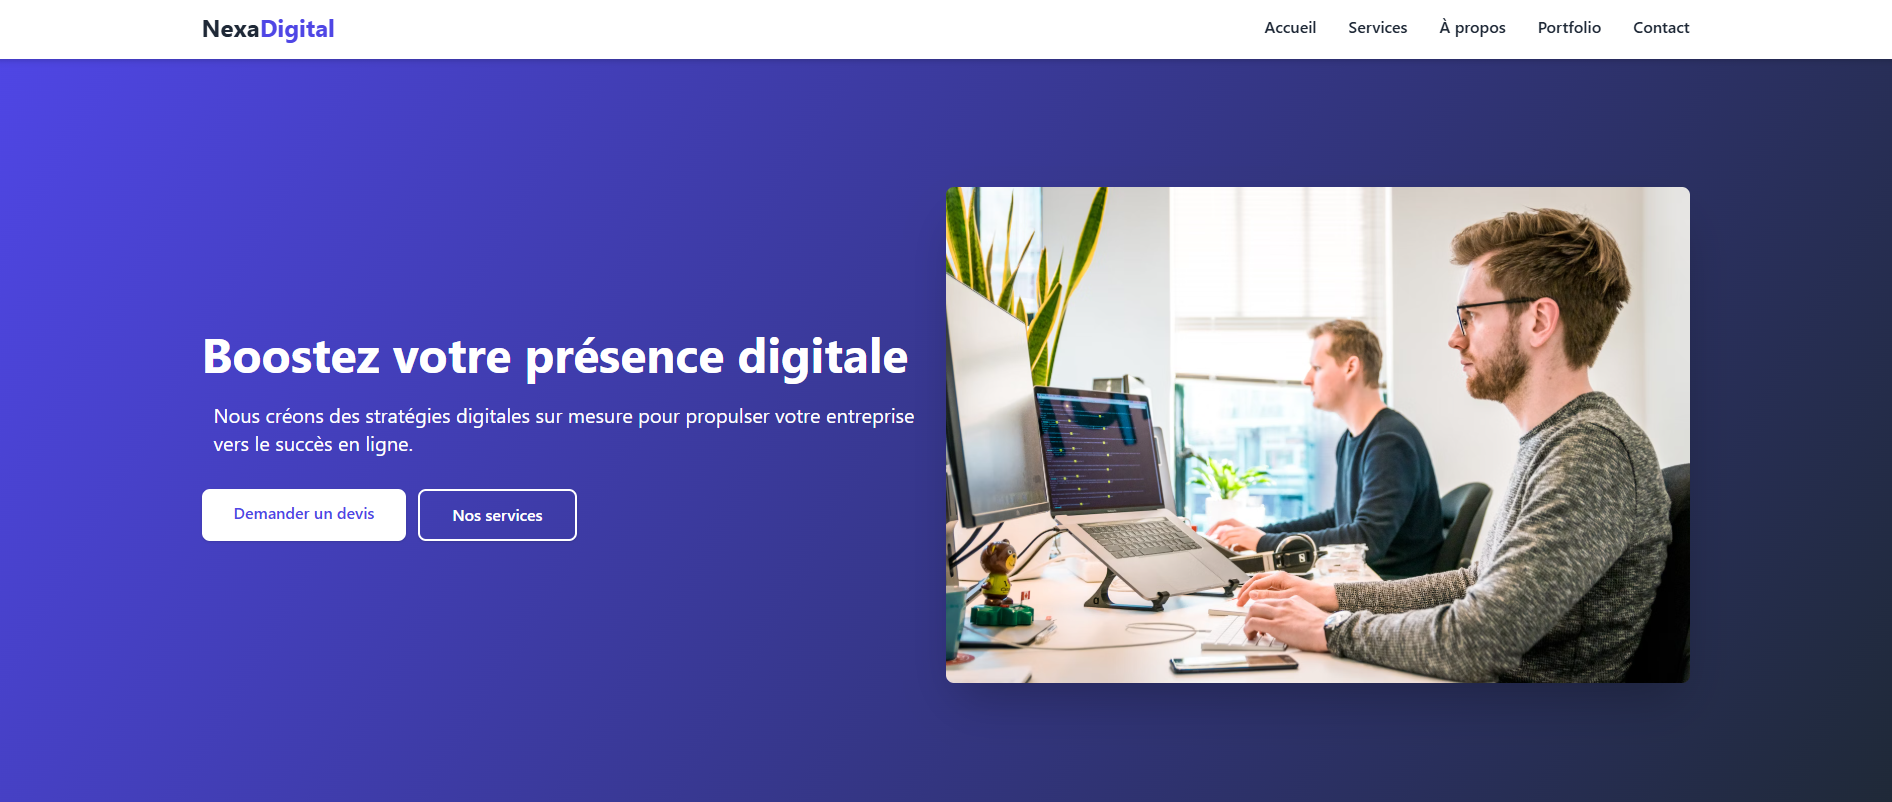 NexaDigital
Accueil Services À propos Portfolio Contact
Boostez votre présence digitale
Nous créons des stratégies digitales sur mesure pour propulser votre entreprise
vers le succès en ligne.
Demander un devis Nos services